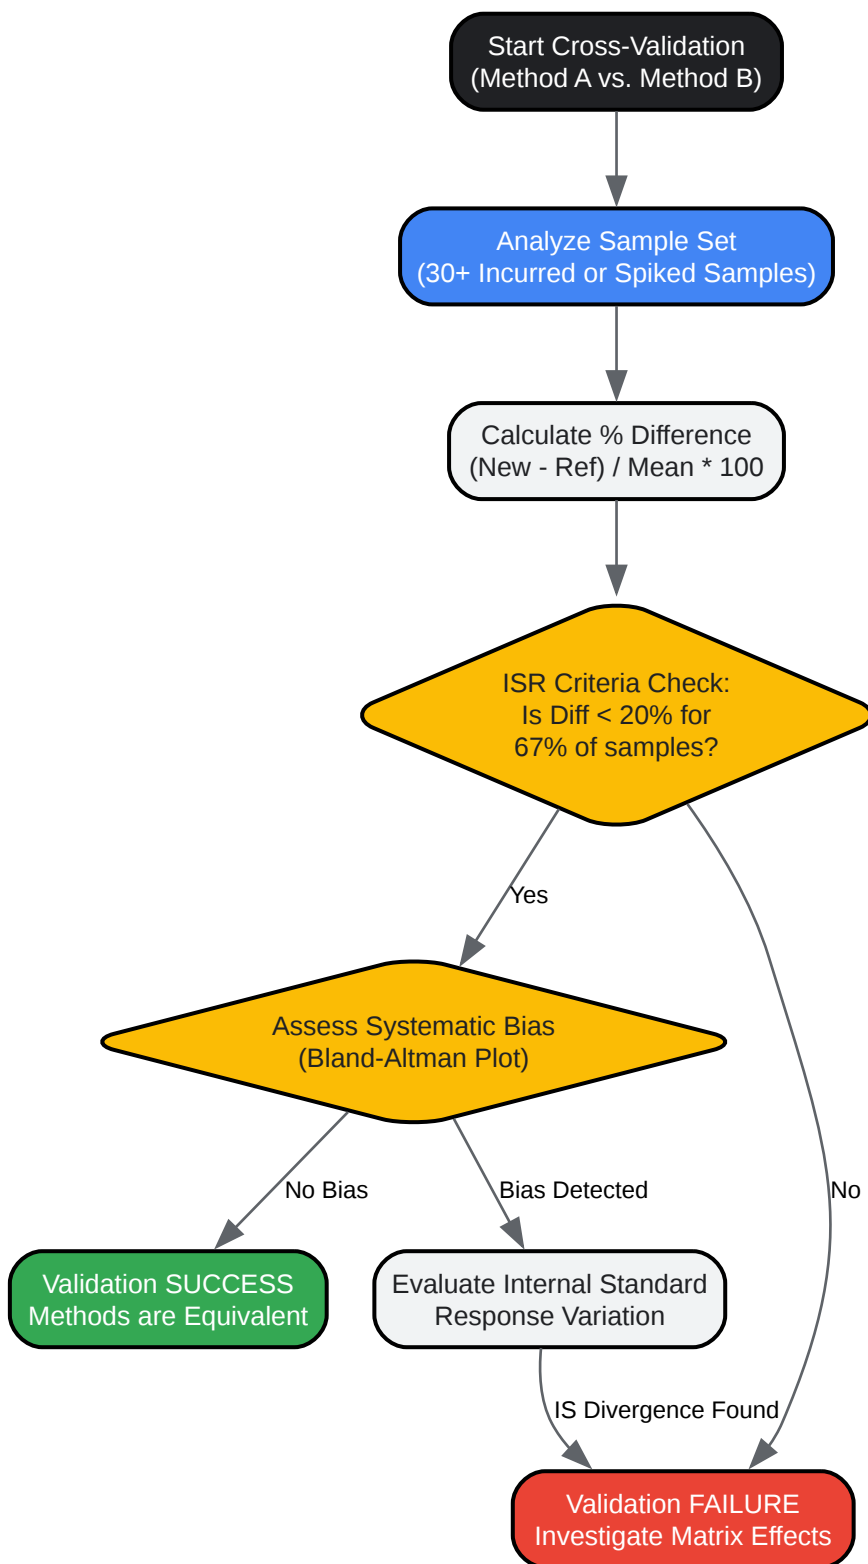 Start Cross-Validation
(Method A vs. Method B)
Analyze Sample Set
(30+ Incurred or Spiked Samples)
Calculate % Difference
(New - Ref) / Mean * 100
ISR Criteria Check:
Is Diff < 20% for
67% of samples?
Yes
Assess Systematic Bias
(Bland-Altman Plot)
No Bias
Bias Detected
No
Validation SUCCESS
Methods are Equivalent
Evaluate Internal Standard
Response Variation
IS Divergence Found
Validation FAILURE
Investigate Matrix Effects